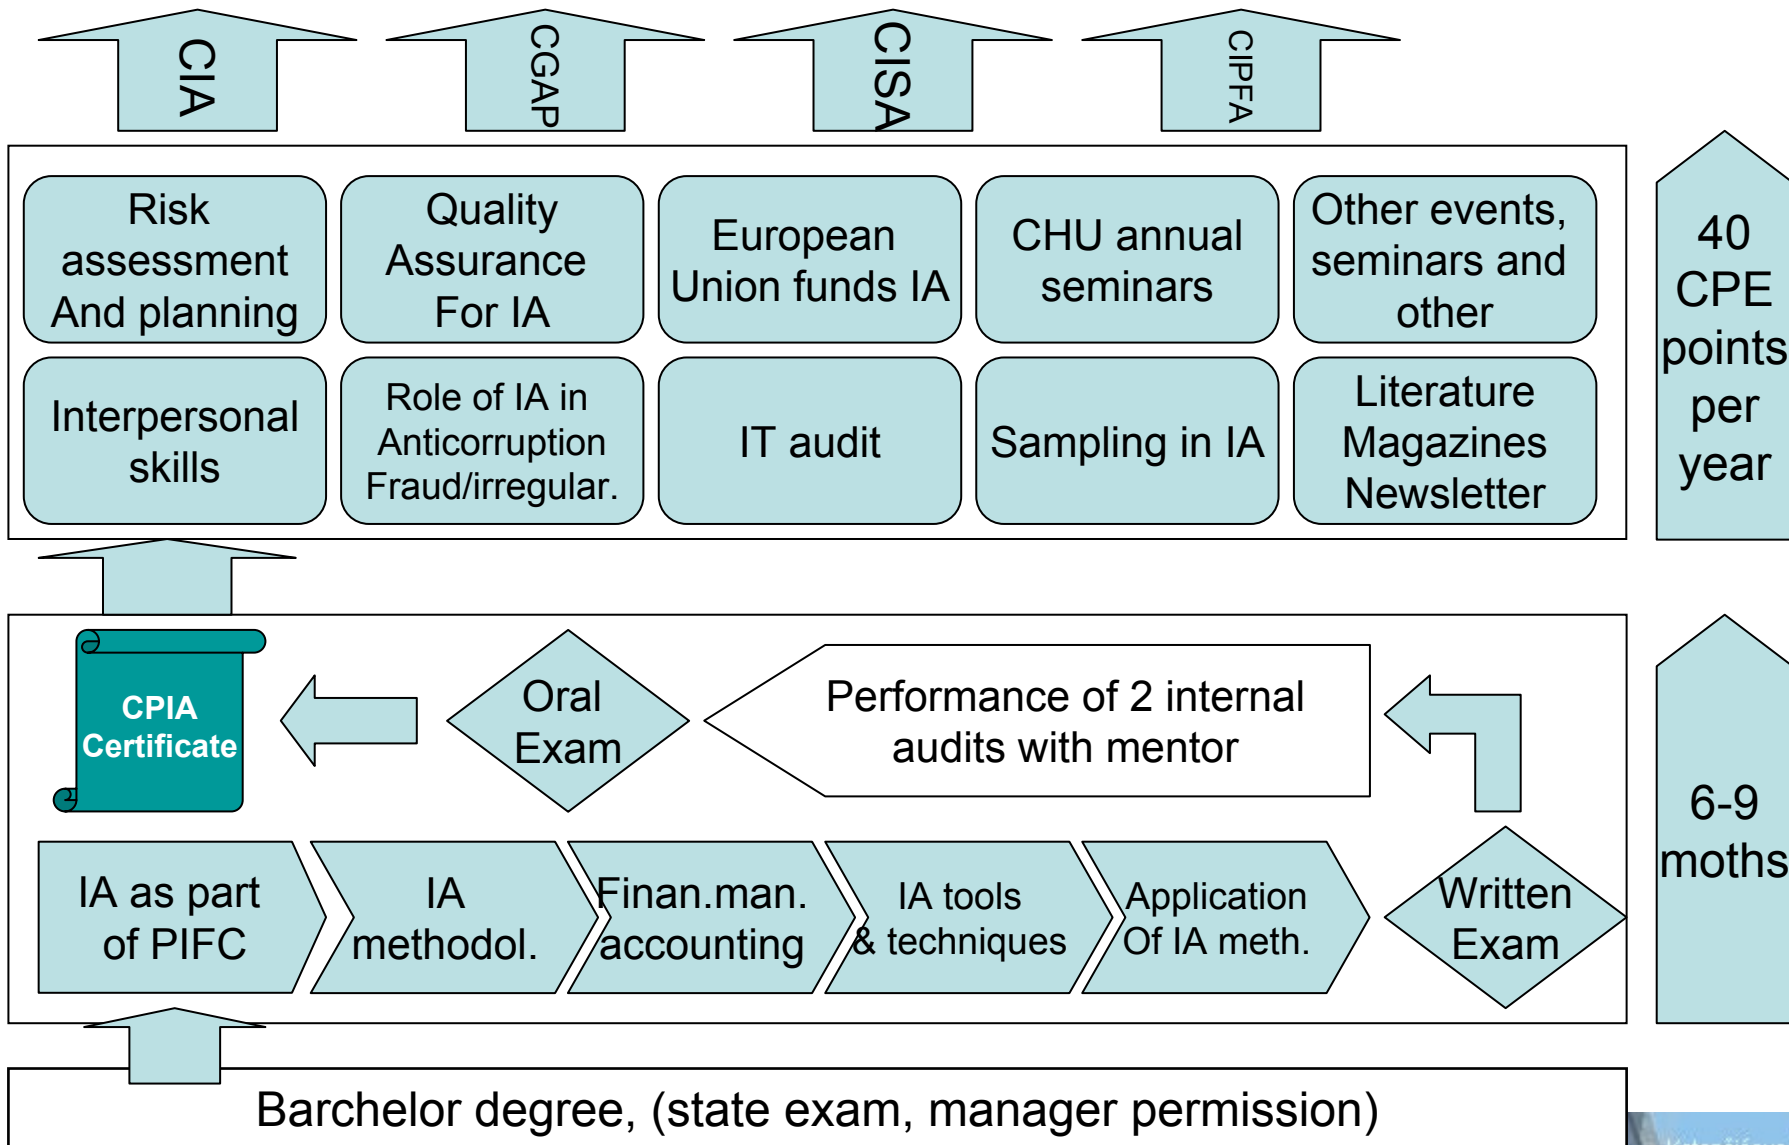 CIA
CGAP
CISA
CIPFA
Risk
assessment
And planning
Quality
Assurance
For IA
European
Union funds IA
CHU annual
seminars
Other events,
seminars and
other
Interpersonal
skills
Role of IA in
Anticorruption
Fraud/irregular.
IT audit
Sampling in IA
Literature
Magazines
Newsletter
40
CPE
points
per
year
CPIA
Certificate
Oral
Exam
Performance of 2 internal
audits with mentor
IA as part
of PIFC
IA
methodol.
Finan.man.
accounting
IA tools
& techniques
Application
Of IA meth.
Written
Exam
6-9
moths
Barchelor degree, (state exam, manager permission)